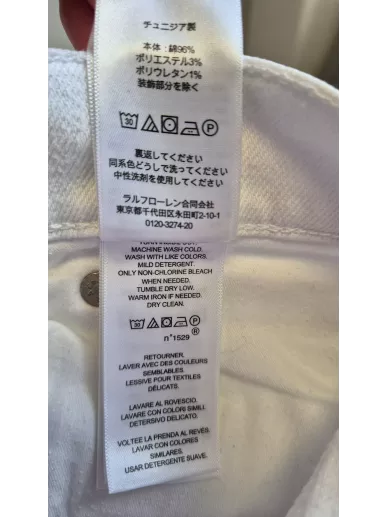 チュニジア製
本体:綿96%
ポリエステル3%
ポリウレタン1%
装飾部分を除く
30 P
裏返してください
同系色どうしで洗ってください
中性洗剤を使用してください
ラルフローレン合同会社
東京都千代田区永田町2-10-1
0120-3274-20
TURN INSIDE OUT.
MACHINE WASH COLD.
WASH WITH LIKE COLORS.
MILD DETERGENT.
ONLY NON-CHLORINE BLEACH
WHEN NEEDED.
TUMBLE DRY LOW.
WARM IRON IF NEEDED.
DRY CLEAN.
30 P
n°1529 ®
RETOURNER.
LAVER AVEC DES COULEURS
SEMBLABLES.
LESSIVE POUR TEXTILES
DÉLICATS.
LAVARE AL ROVESCIO.
LAVARE CON COLORI SIMILI.
DETERSIVO DELICATO.
VOLTEE LA PRENDA AL REVÉS.
LAVAR CON COLORES
SIMILARES.
USAR DETERGENTE SUAVE.